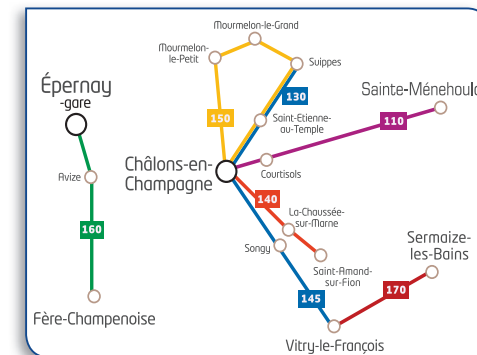 Mourmelon-le-Grand
Mourmelon-
le-Petit
Suippes
Épernay
-gare
130
Sainte-Ménehould
150
Saint-Etienne-
au-Temple
110
Avize
Châlons-en-
Champagne
Courtisols
140
160
La-Chaussée-
sur-Marne
Songy
Sermaize-
les-Bains
Saint-Amand-
sur-Fion
145
170
Fère-Champenoise
Vitry-le-François